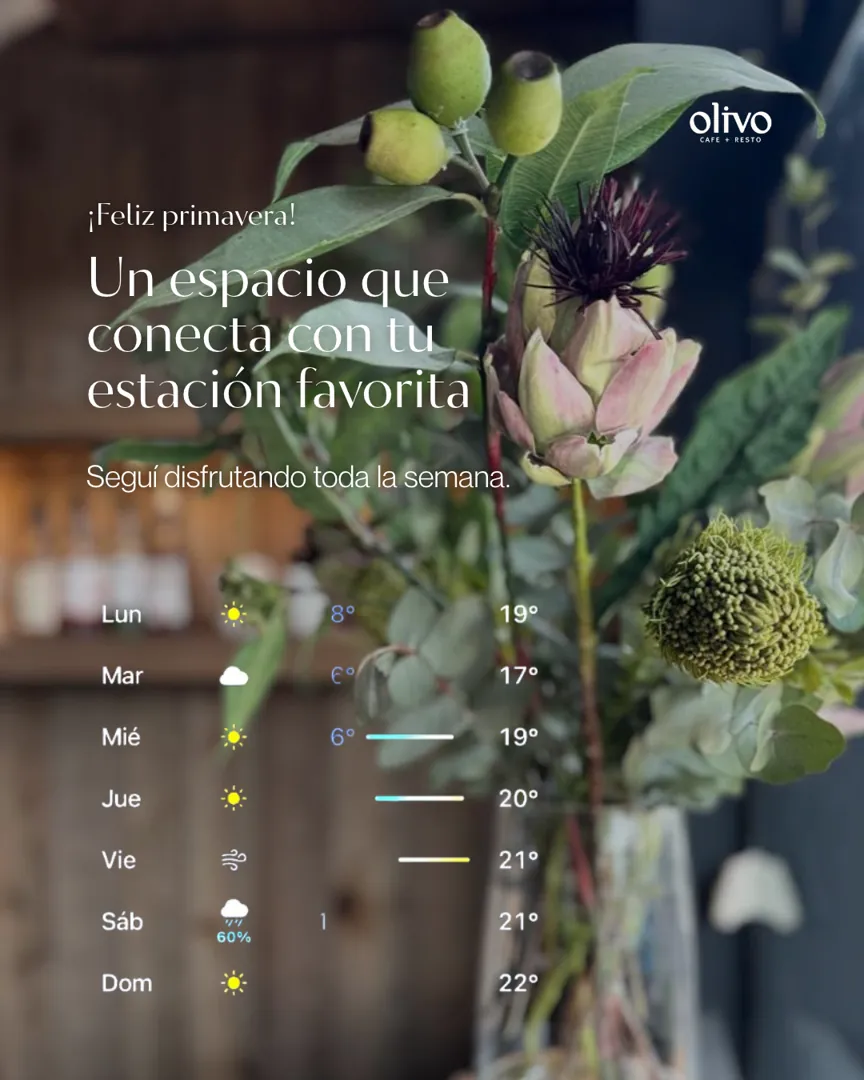 olivo
CAFE + RESTO
¡Feliz primavera!
Un espacio que
conecta con tu
estación favorita
Seguí disfrutando toda la semana.
Lun 8° 19°
Mar 6° 17°
Mié 6° 19°
Jue 20°
Vie 21°
Sáb 60% 1 21°
Dom 22°